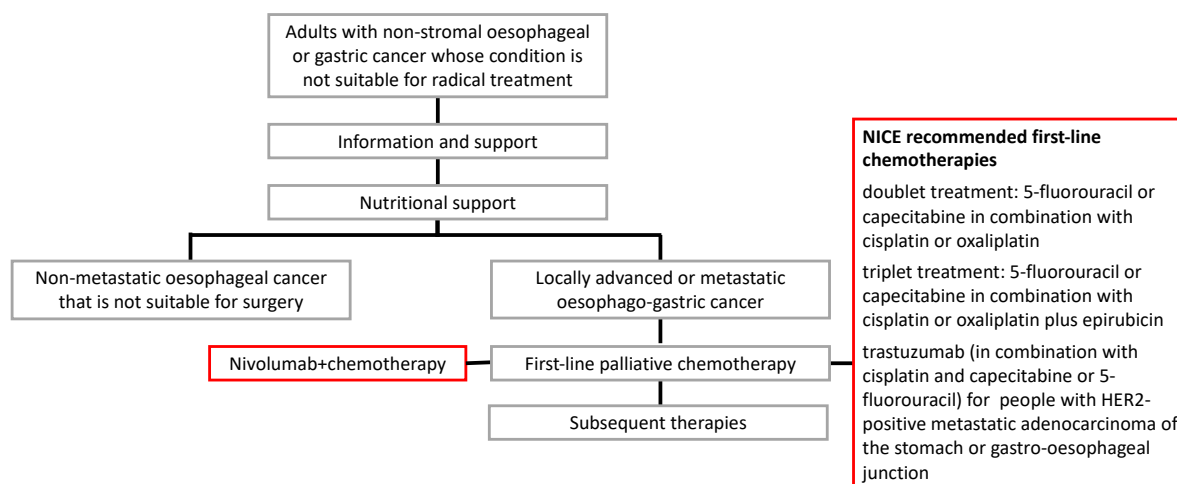 Adults with non-stromal oesophageal
or gastric cancer whose condition is
not suitable for radical treatment
Information and support
Nutritional support
Non-metastatic oesophageal cancer
that is not suitable for surgery
Locally advanced or metastatic
oesophago-gastric cancer
Nivolumab+chemotherapy
First-line palliative chemotherapy
Subsequent therapies
NICE recommended first-line
chemotherapies
doublet treatment: 5-fluorouracil or
capecitabine in combination with
cisplatin or oxaliplatin
triplet treatment: 5-fluorouracil or
capecitabine in combination with
cisplatin or oxaliplatin plus epirubicin
trastuzumab (in combination with
cisplatin and capecitabine or 5-
fluorouracil) for people with HER2-
positive metastatic adenocarcinoma of
the stomach or gastro-oesophageal
junction